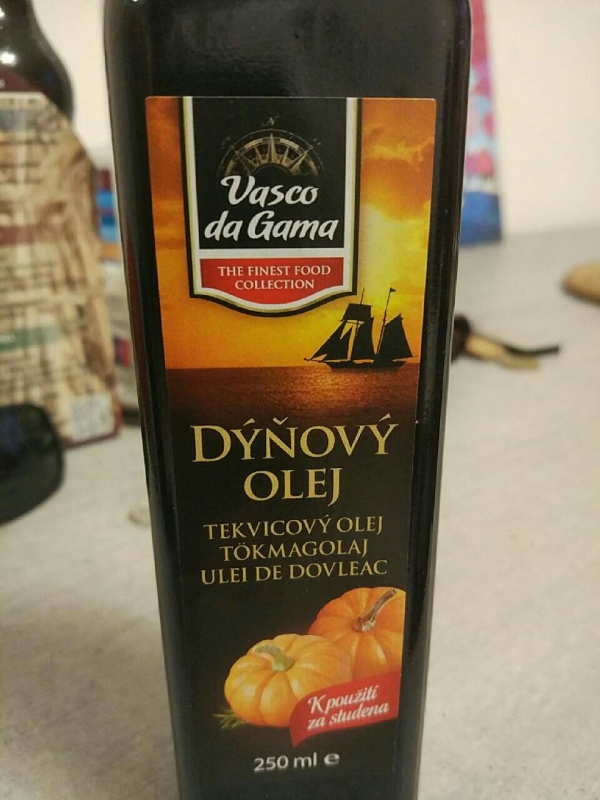 N
Vasco
da Gama
THE FINEST FOOD
COLLECTION
DÝŇOVÝ
OLEJ
TEKVICOVÝ OLEJ
TÖKMAGOLAJ
ULEI DE DOVLEAC
K použití
za studena
250 ml e